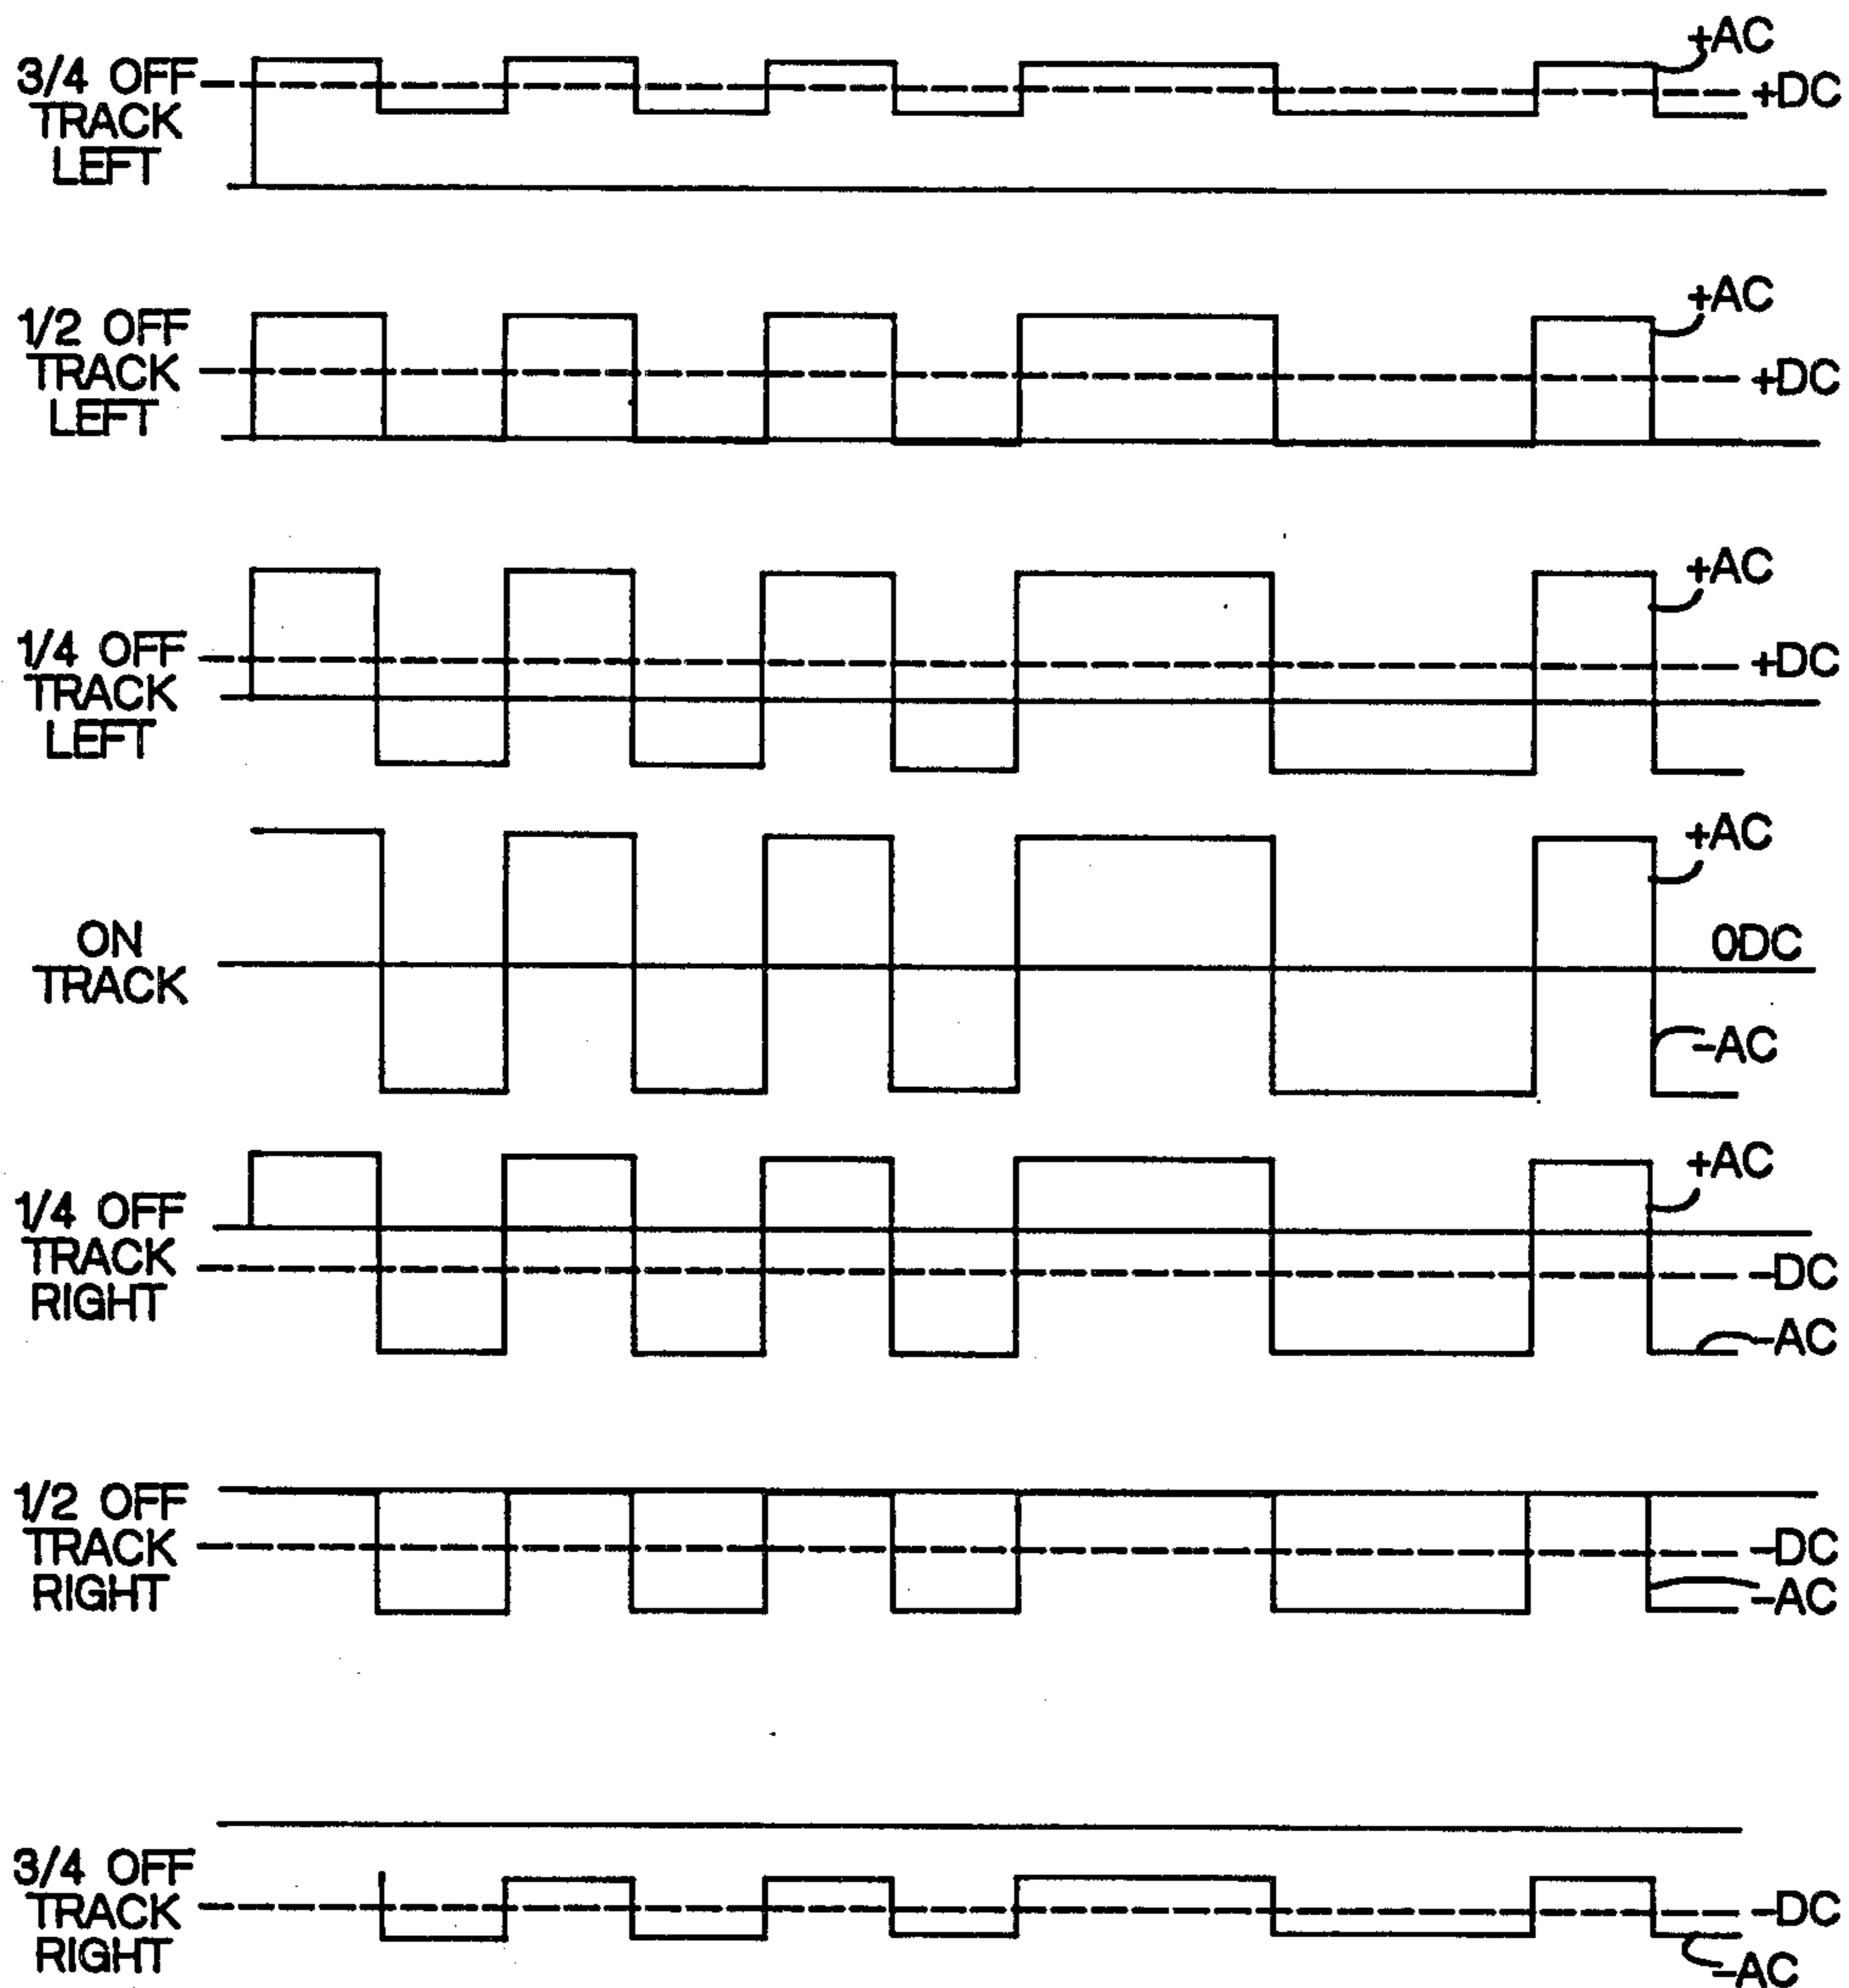 +AC
3/4 OFF
TRACK
LEFT
+DC
+AC
1/2 OFF
TRACK
LEFT
+DC
+AC
1/4 OFF
TRACK
LEFT
+DC
+AC
ON
TRACK
0DC
-AC
+AC
1/4 OFF
TRACK
RIGHT
-DC
-AC
1/2 OFF
TRACK
RIGHT
-DC
-AC
3/4 OFF
TRACK
RIGHT
-DC
-AC